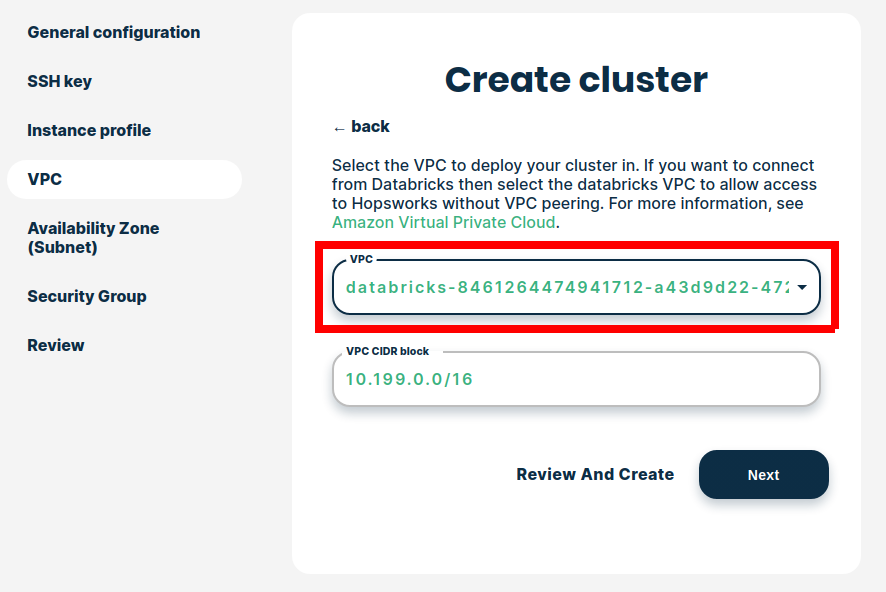 General configuration
SSH key
Instance profile
VPC
Availability Zone
(Subnet)
Security Group
Review
Create cluster
← back
Select the VPC to deploy your cluster in. If you want to connect
from Databricks then select the databricks VPC to allow access
to Hopsworks without VPC peering. For more information, see
Amazon Virtual Private Cloud.
VPC
databricks-8461264474941712-a43d9d22-472
VPC CIDR block
10.199.0.0/16
Review And Create
Next